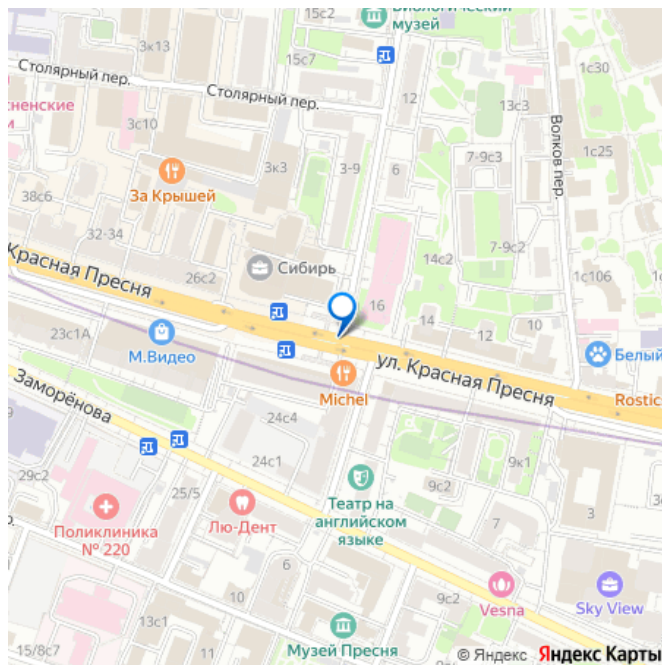 15с2
Биологический
музей
3к13
15с7
Столярный пер.
Столярный пер.
12
13с3
1с30
сненские
и
3с10
3к3
3-9
6
7-9с3
Волков пер.
1с25
За Крышей
38с6
32-34
7-9с2
14с2
Красная Пресня
26с2
Сибирь
1с106
16
14
12
10
23с1А
М.Видео
ул. Красная Пресня
Белый
Заморёнова
Michel
Rostic
24с4
24с1
9к1
9с2
29с2
25/5
Поликлиника
№ 220
Лю-Дент
Театр на
английском
языке
7
3
р.
6
10
9с2
Vesna
Sky View
13с1
Музей Пресня
15/8с7
© Яндекс Яндекс Карты